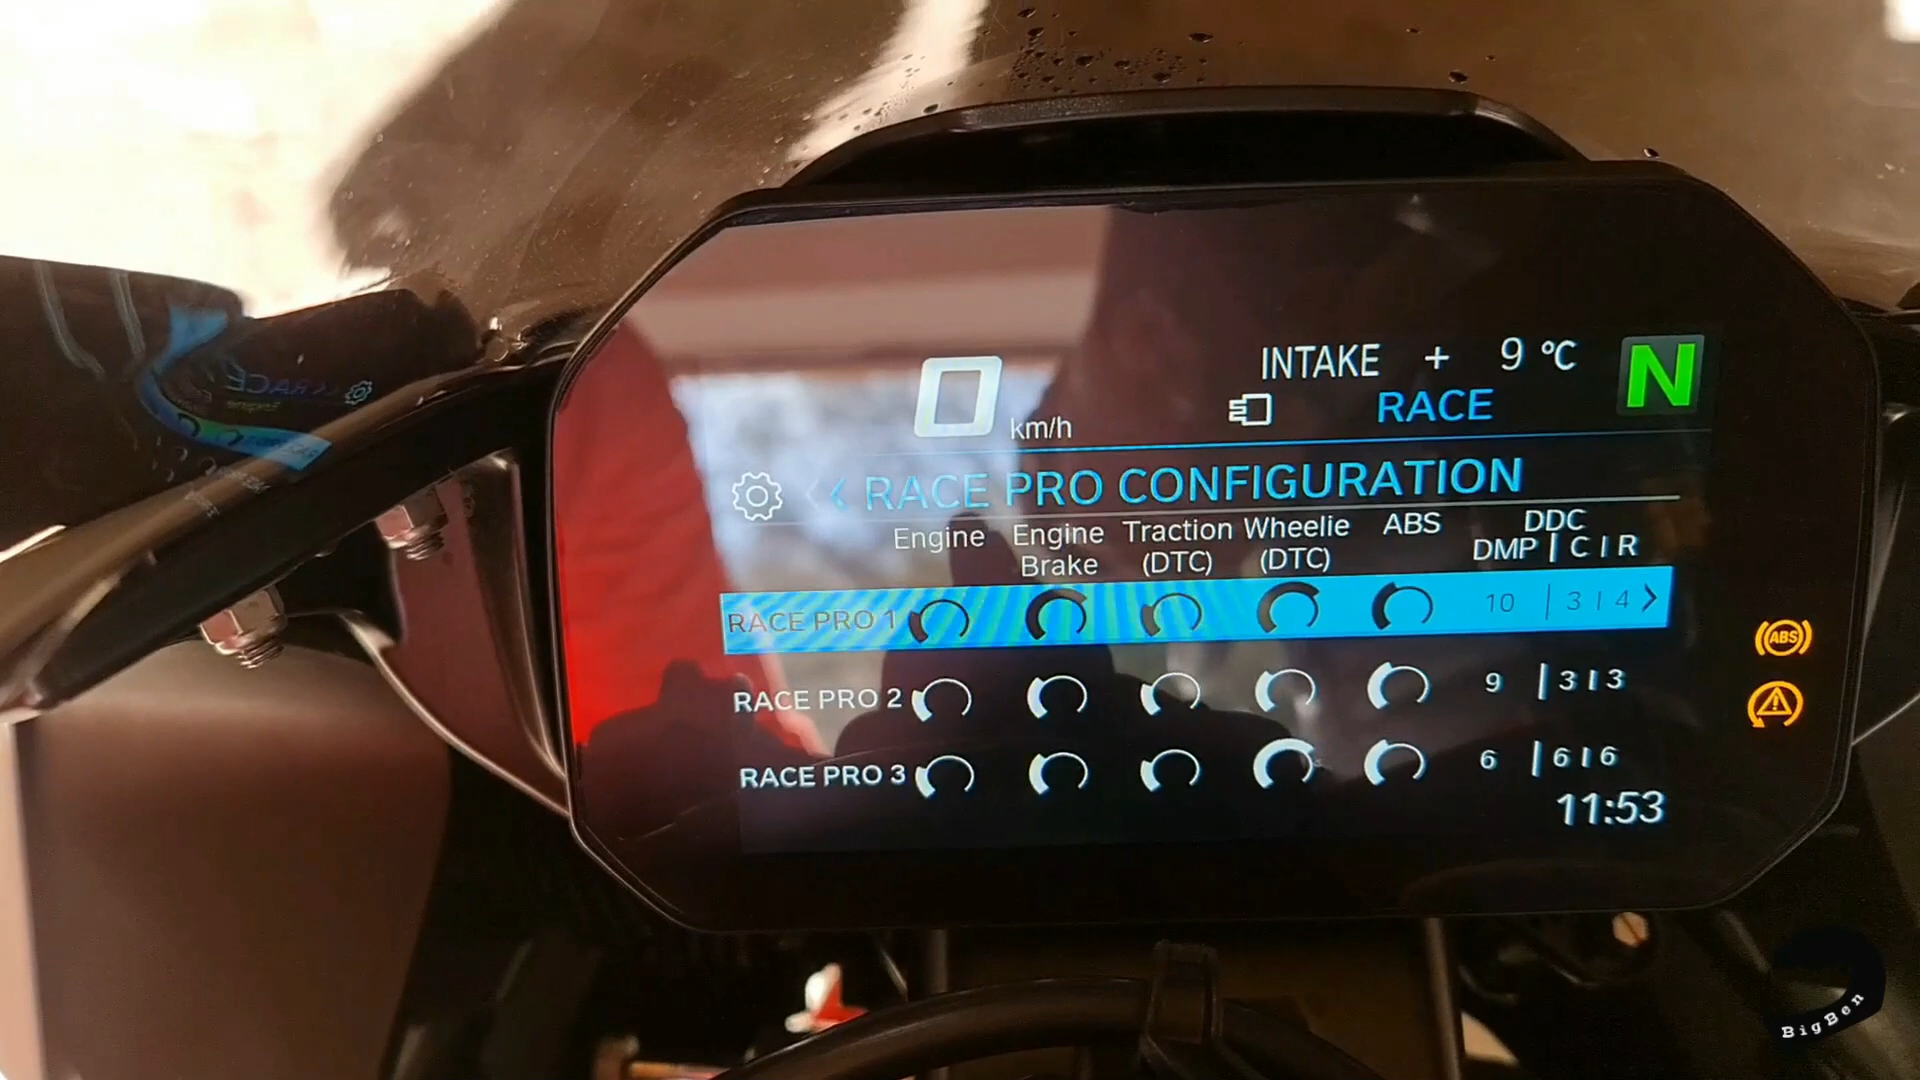 INTAKE + 9 °C
0 km/h RACE N
RACE PRO CONFIGURATION
Engine Engine Brake Traction (DTC) Wheelie (DTC) ABS DDC DMP | C | R
RACE PRO 1 10 | 3 | 4
RACE PRO 2 9 | 3 | 3
RACE PRO 3 6 | 6 | 6
11:53
ABS
BigBen